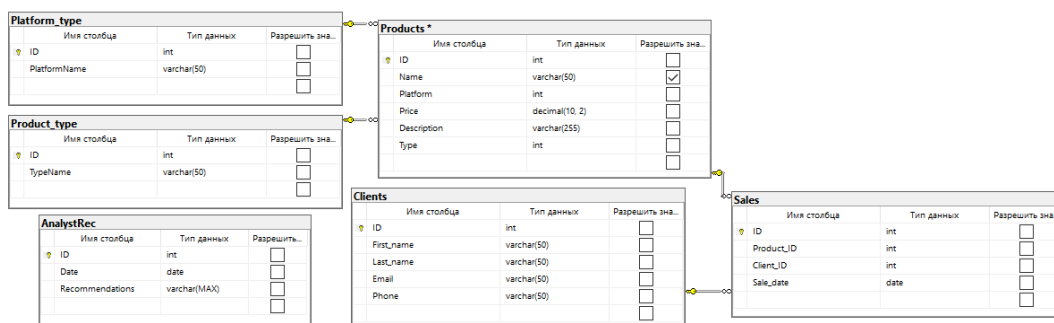 Platform_type
Имя столбца Тип данных Разрешить зна...
ID int
PlatformName varchar(50)
Product_type
Имя столбца Тип данных Разрешить зна...
ID int
TypeName varchar(50)
AnalystRec
Имя столбца Тип данных Разрешить...
ID int
Date date
Recommendations varchar(MAX)
Products *
Имя столбца Тип данных Разрешить зна...
ID int
Name varchar(50)
Platform int
Price decimal(10, 2)
Description varchar(255)
Type int
Clients
Имя столбца Тип данных Разрешить зна...
ID int
First_name varchar(50)
Last_name varchar(50)
Email varchar(50)
Phone varchar(50)
Sales
Имя столбца Тип данных Разрешить зна
ID int
Product_ID int
Client_ID int
Sale_date date